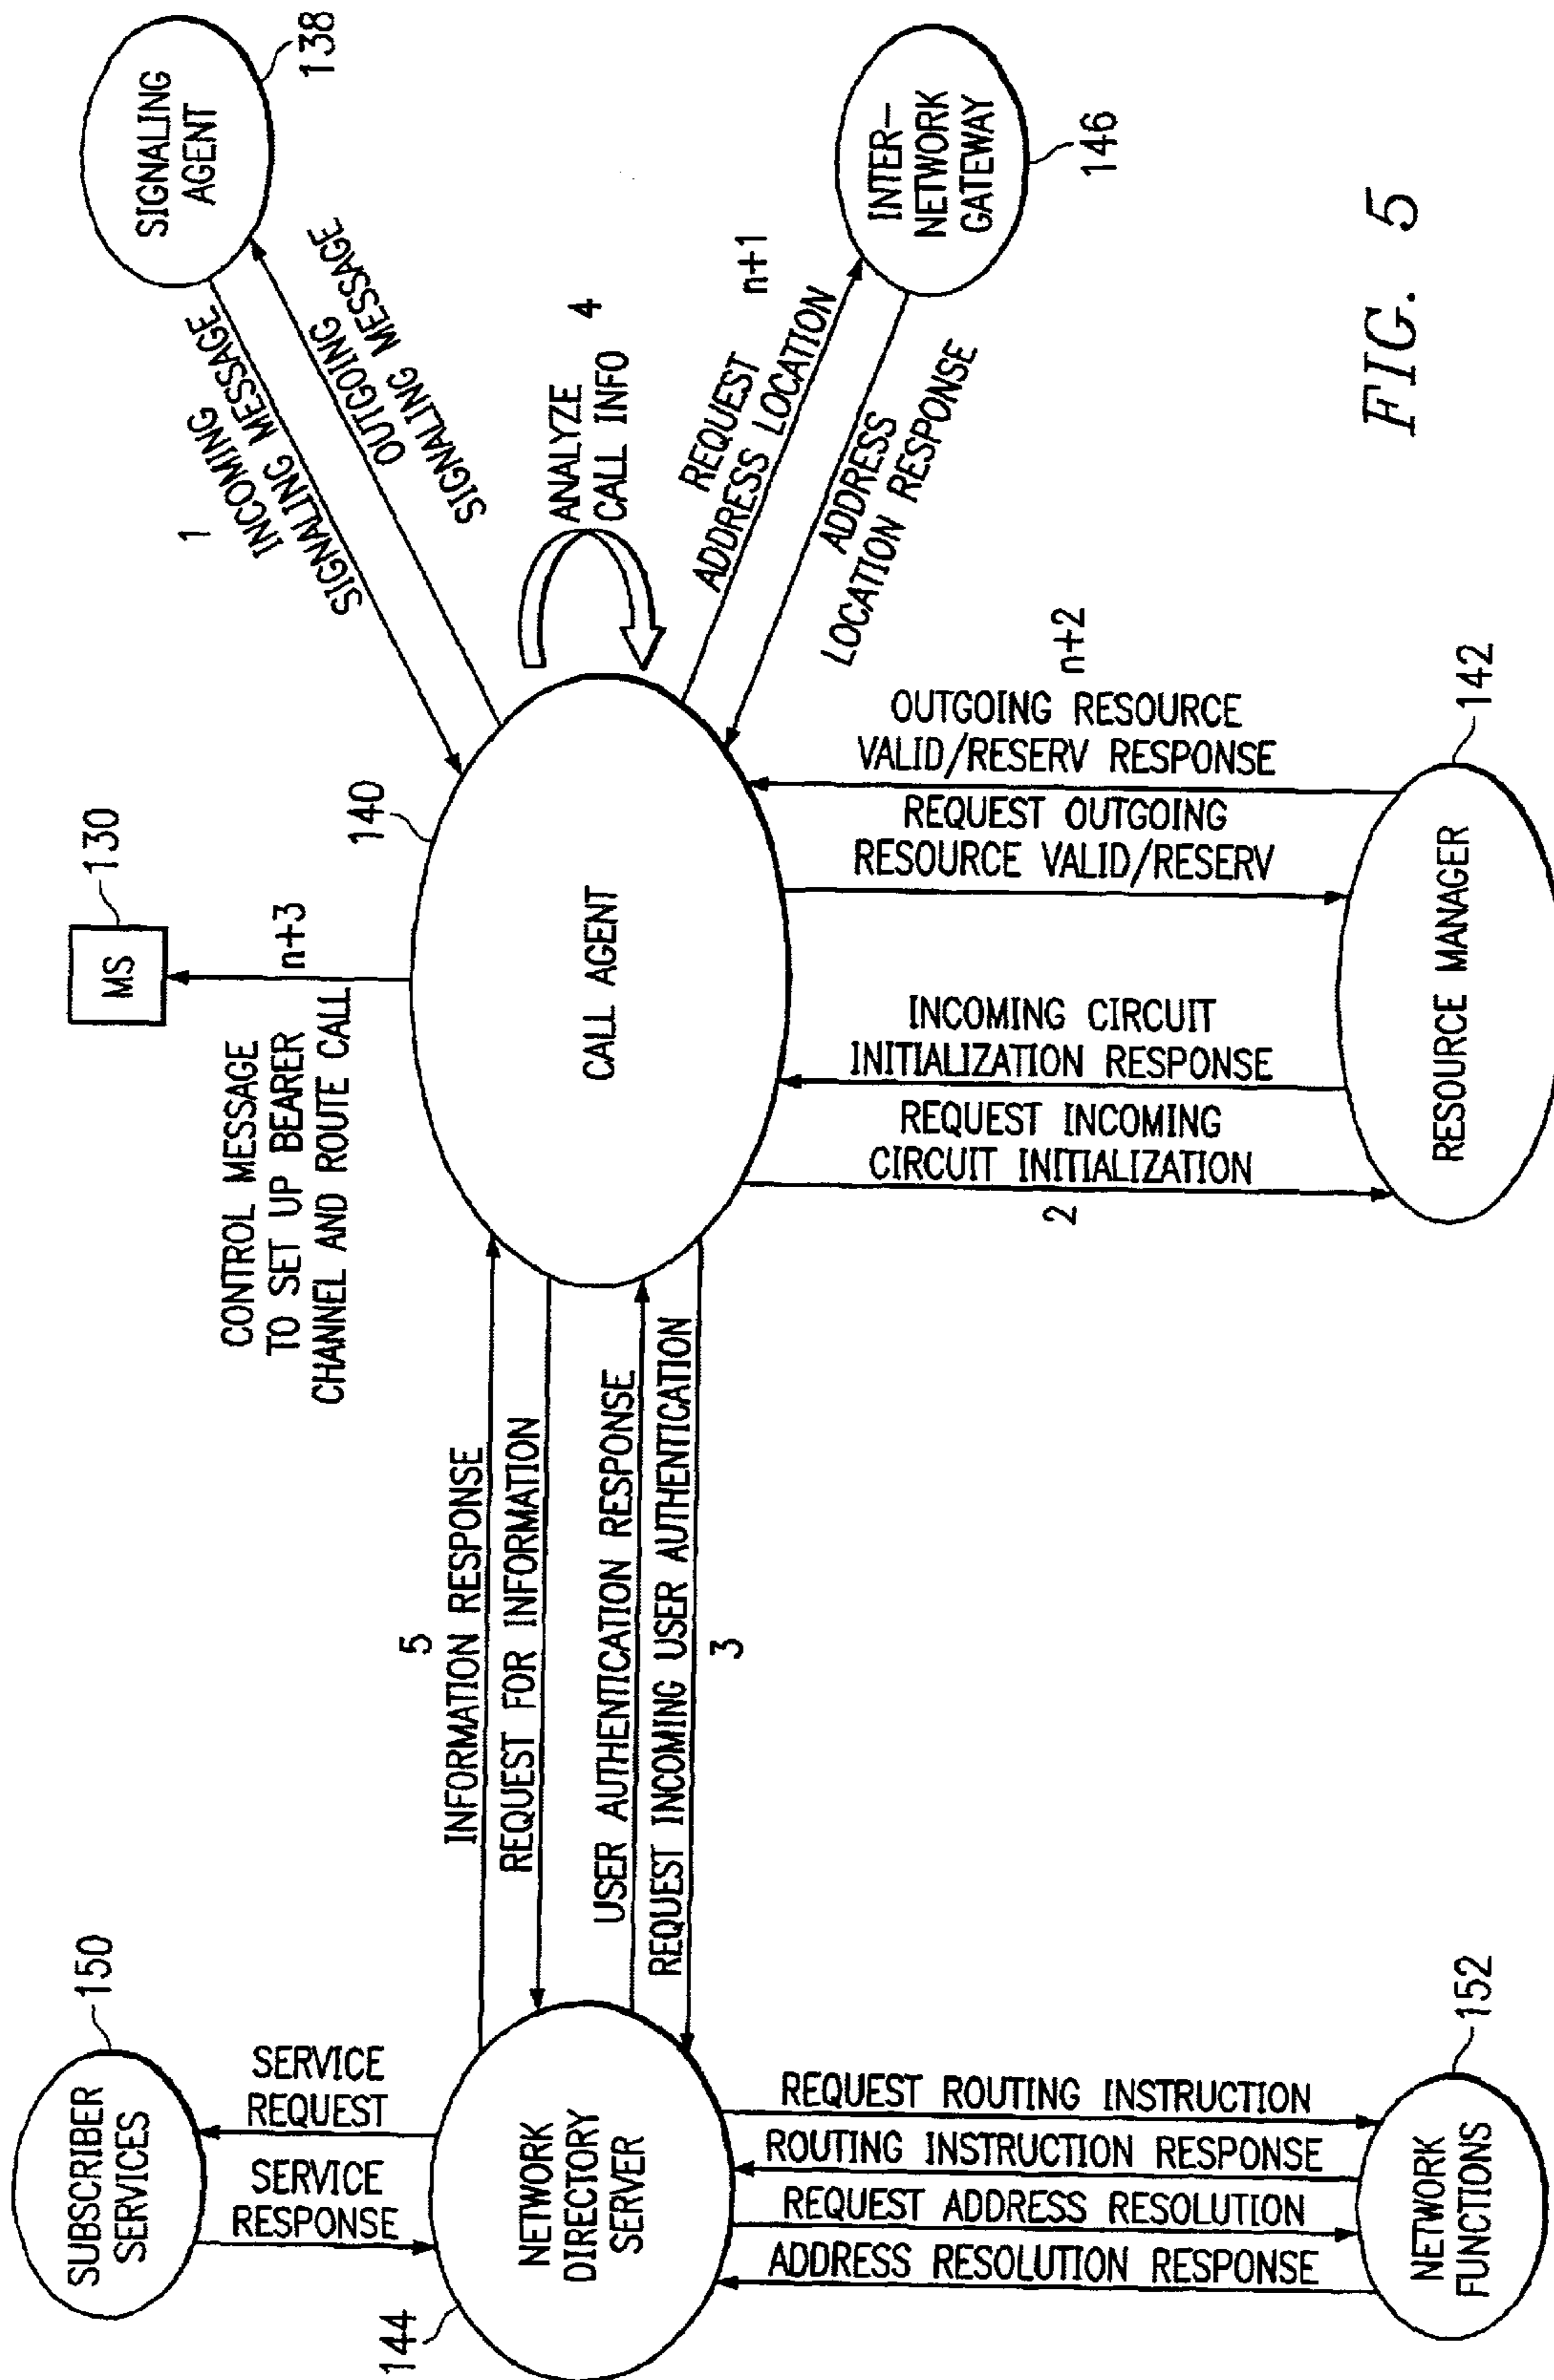 SUBSCRIBER
SERVICES
150
SERVICE
REQUEST
SERVICE
RESPONSE
NETWORK
DIRECTORY
SERVER
144
REQUEST ROUTING INSTRUCTION
ROUTING INSTRUCTION RESPONSE
REQUEST ADDRESS RESOLUTION
ADDRESS RESOLUTION RESPONSE
NETWORK
FUNCTIONS
152
5
INFORMATION RESPONSE
REQUEST FOR INFORMATION
USER AUTHENTICATION RESPONSE
REQUEST INCOMING USER AUTHENTICATION
3
CONTROL MESSAGE
TO SET UP BEARER
CHANNEL AND ROUTE CALL
n+3
MS
130
CALL AGENT
140
2
REQUEST INCOMING
CIRCUIT INITIALIZATION
INCOMING CIRCUIT
INITIALIZATION RESPONSE
REQUEST OUTGOING
RESOURCE VALID/RESERV
OUTGOING RESOURCE
VALID/RESERV RESPONSE
n+2
RESOURCE MANAGER
142
1
INCOMING
SIGNALING MESSAGE
OUTGOING
SIGNALING MESSAGE
SIGNALING MESSAGE
SIGNALING
AGENT
138
ANALYZE
CALL INFO
4
REQUEST
ADDRESS LOCATION
n+1
ADDRESS
LOCATION RESPONSE
INTER-
NETWORK
GATEWAY
146
FIG. 5